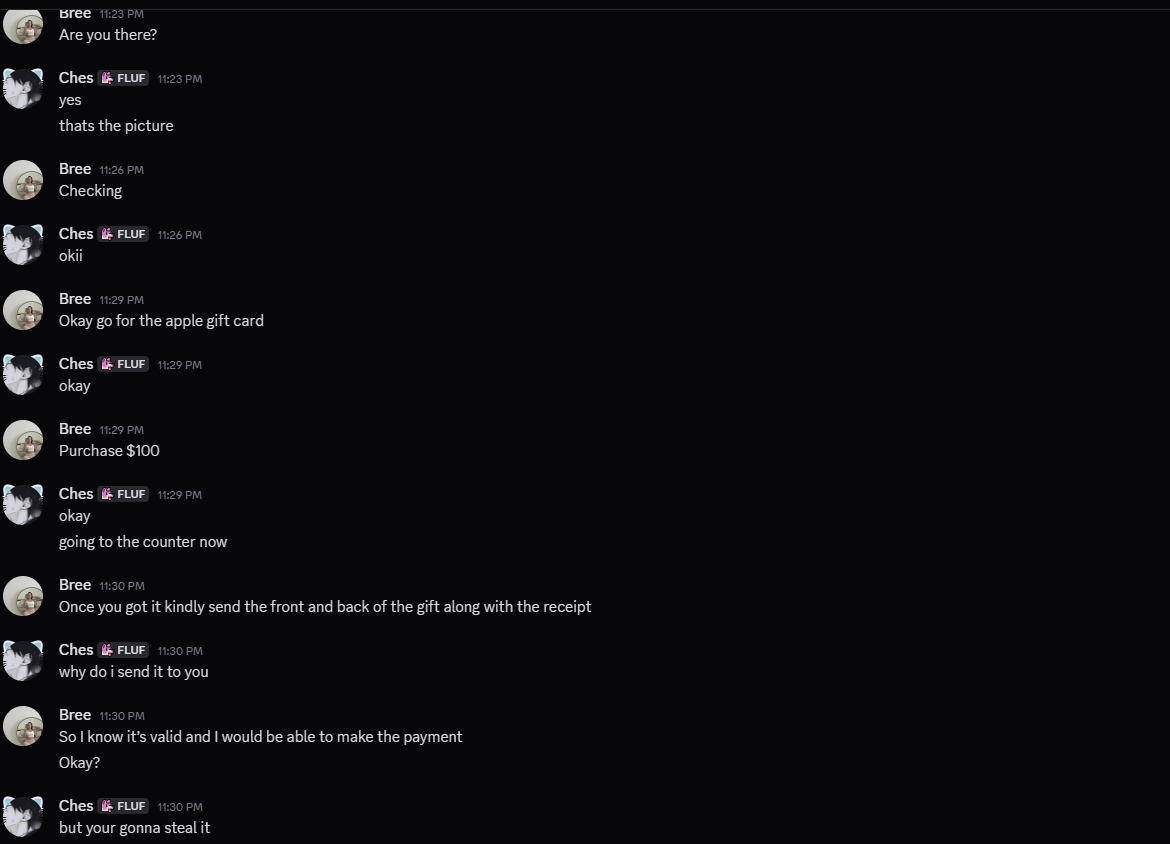 Bree 11:23 PM
Are you there?
Ches FLUF 11:23 PM
yes
thats the picture
Bree 11:26 PM
Checking
Ches FLUF 11:26 PM
okii
Bree 11:29 PM
Okay go for the apple gift card
Ches FLUF 11:29 PM
okay
Bree 11:29 PM
Purchase $100
Ches FLUF 11:29 PM
okay
going to the counter now
Bree 11:30 PM
Once you got it kindly send the front and back of the gift along with the receipt
Ches FLUF 11:30 PM
why do i send it to you
Bree 11:30 PM
So I know it’s valid and I would be able to make the payment
Okay?
Ches FLUF 11:30 PM
but your gonna steal it